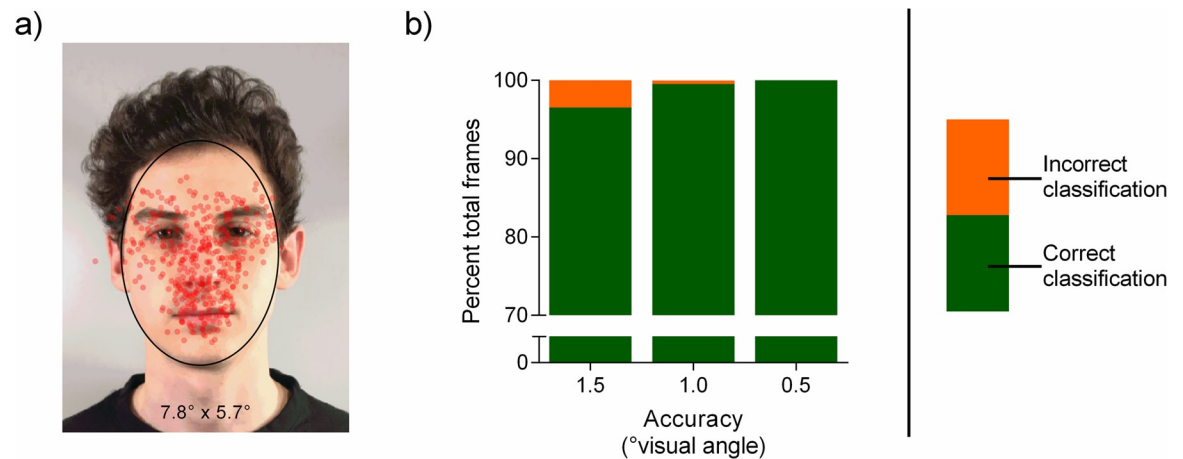 a)
7.8° x 5.7°
b)
Percent total frames
100
90
80
70
0
1.5
1.0
0.5
Accuracy
(°visual angle)
Incorrect
classification
Correct
classification